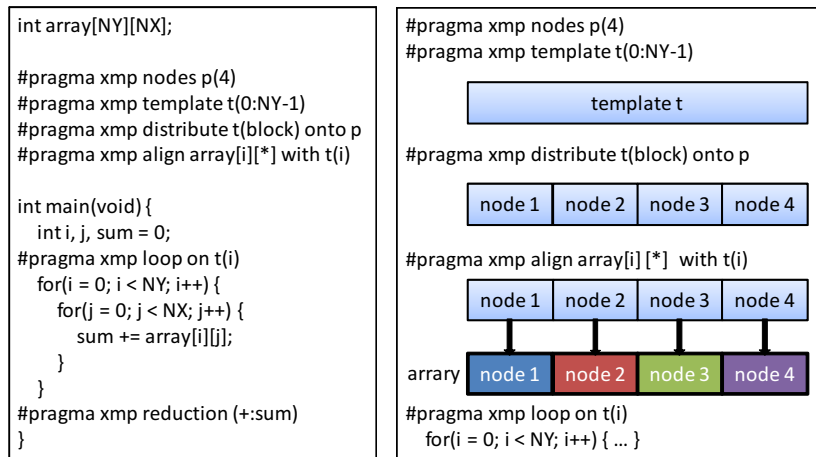 int array[NY][NX];
#pragma xmp nodes p(4)
#pragma xmp template t(0:NY-1)
#pragma xmp distribute t(block) onto p
#pragma xmp align array[i][*] with t(i)
int main(void) {
int i, j, sum = 0;
#pragma xmp loop on t(i)
for(i = 0; i < NY; i++) {
for(j = 0; j < NX; j++) {
sum += array[i][j];
}
}
#pragma xmp reduction (+:sum)
}
#pragma xmp nodes p(4)
#pragma xmp template t(0:NY-1)
template t
#pragma xmp distribute t(block) onto p
node 1 node 2 node 3 node 4
#pragma xmp align array[i] [*] with t(i)
node 1 node 2 node 3 node 4
arrary node 1 node 2 node 3 node 4
#pragma xmp loop on t(i)
for(i = 0; i < NY; i++) { ... }